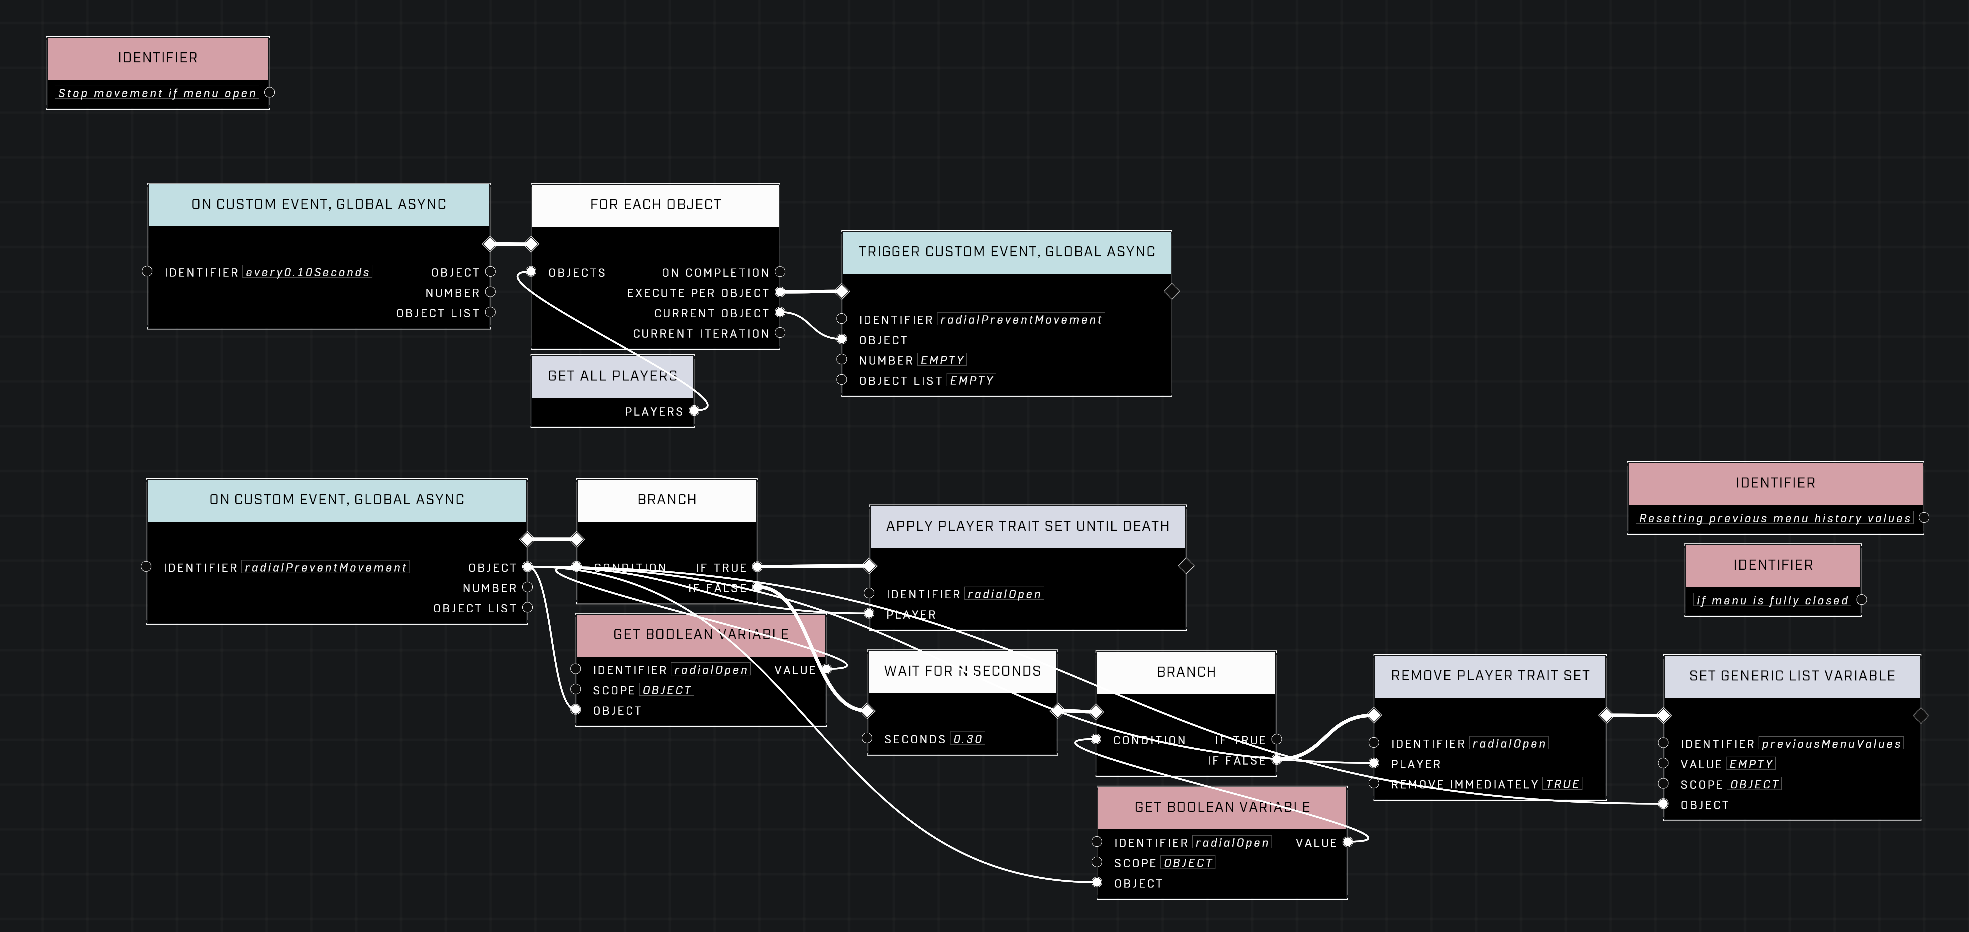 IDENTIFIER
Stop movement if menu open
ON CUSTOM EVENT, GLOBAL ASYNC
IDENTIFIER every0.10Seconds
OBJECT
NUMBER
OBJECT LIST
FOR EACH OBJECT
OBJECTS
ON COMPLETION
EXECUTE PER OBJECT
CURRENT OBJECT
CURRENT ITERATION
GET ALL PLAYERS
PLAYERS
TRIGGER CUSTOM EVENT, GLOBAL ASYNC
IDENTIFIER radialPreventMovement
OBJECT
NUMBER EMPTY
OBJECT LIST EMPTY
ON CUSTOM EVENT, GLOBAL ASYNC
IDENTIFIER radialPreventMovement
OBJECT
NUMBER
OBJECT LIST
BRANCH
CONDITION
IF TRUE
IF FALSE
GET BOOLEAN VARIABLE
IDENTIFIER radialOpen
VALUE
SCOPE OBJECT
OBJECT
APPLY PLAYER TRAIT SET UNTIL DEATH
IDENTIFIER radialOpen
PLAYER
WAIT FOR N SECONDS
SECONDS 0.30
BRANCH
CONDITION
IF TRUE
IF FALSE
GET BOOLEAN VARIABLE
IDENTIFIER radialOpen
VALUE
SCOPE OBJECT
OBJECT
REMOVE PLAYER TRAIT SET
IDENTIFIER radialOpen
PLAYER
REMOVE IMMEDIATELY TRUE
IDENTIFIER
Resetting previous menu history values
IDENTIFIER
if menu is fully closed
SET GENERIC LIST VARIABLE
IDENTIFIER previousMenuValues
VALUE EMPTY
SCOPE OBJECT
OBJECT